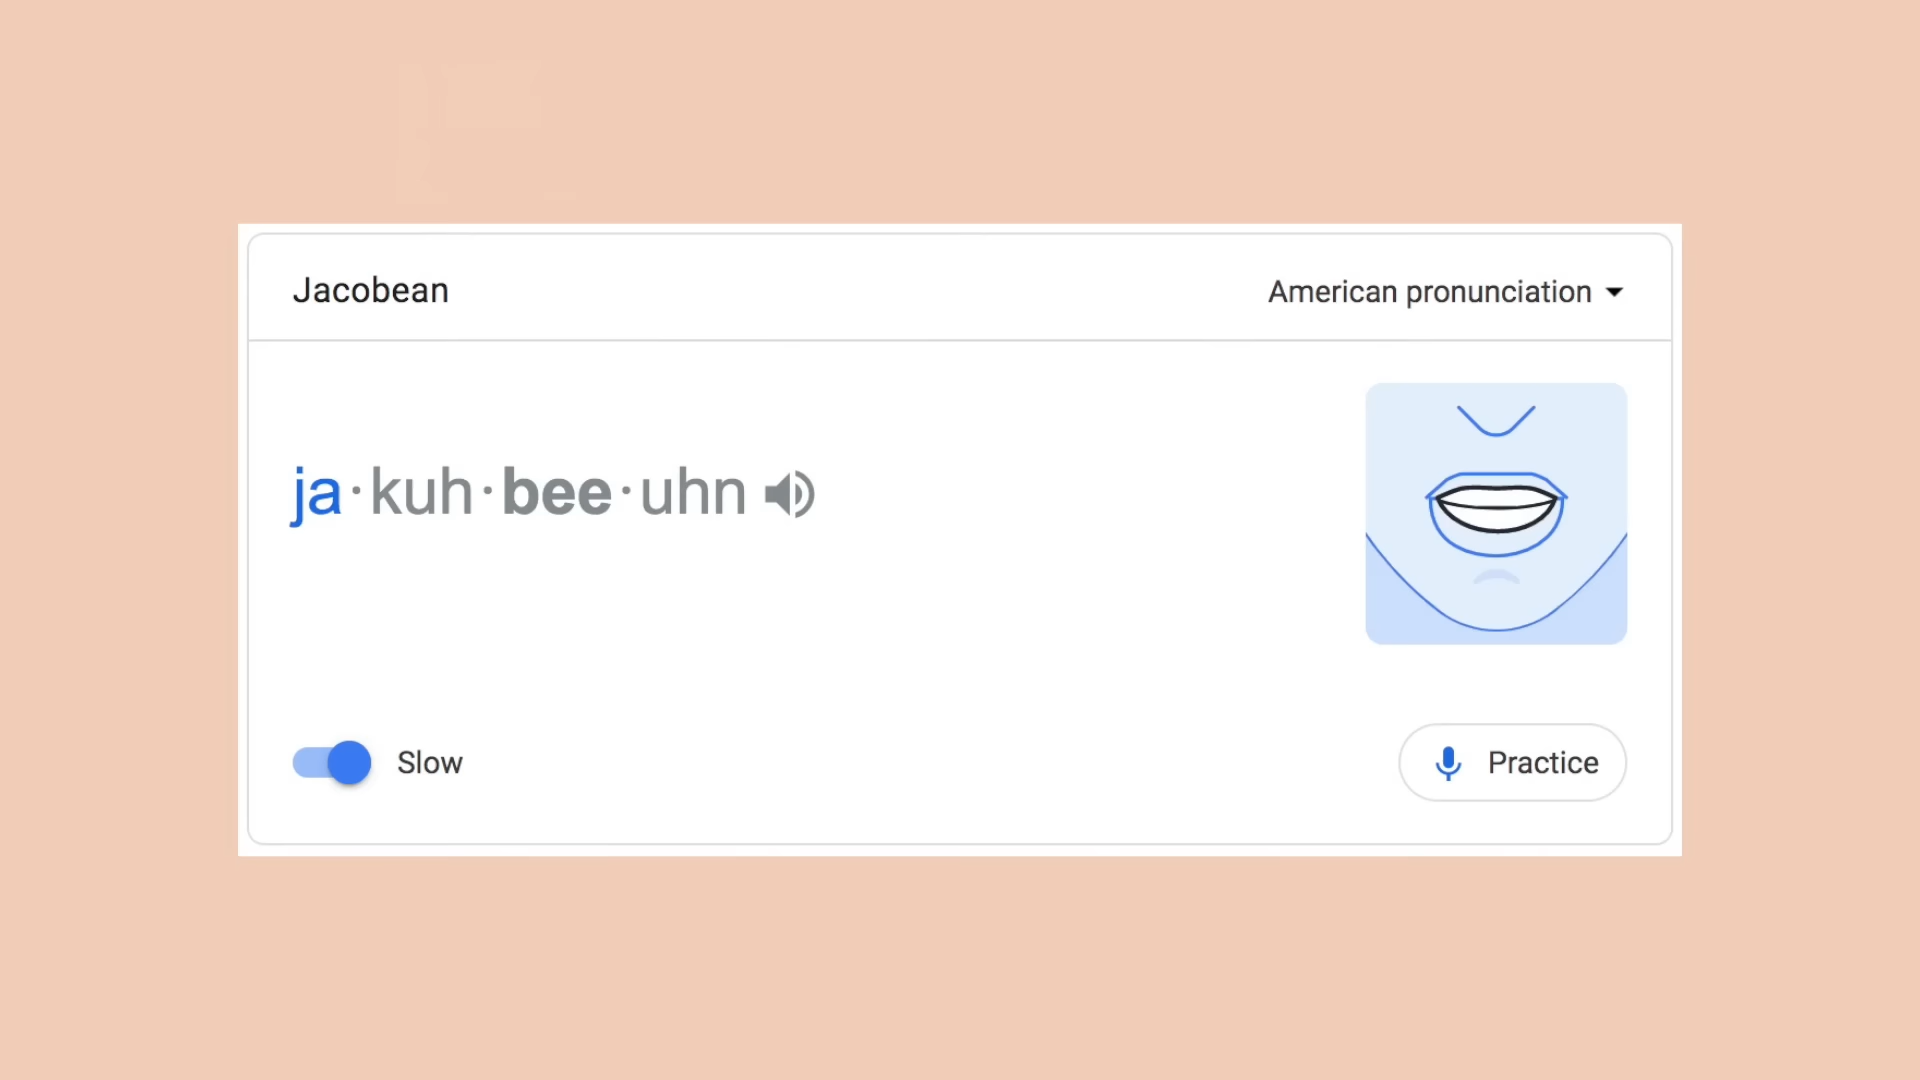 Jacobean
American pronunciation
ja·kuh·bee·uhn
Slow
Practice